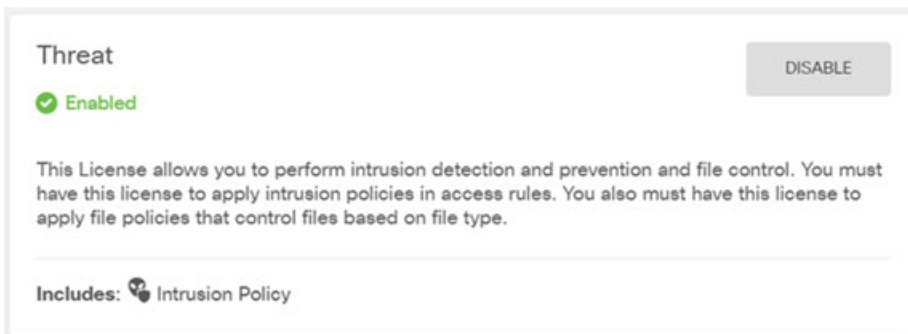 Threat
DISABLE
Enabled
This License allows you to perform intrusion detection and prevention and file control. You must
have this license to apply intrusion policies in access rules. You also must have this license to
apply file policies that control files based on file type.
Includes: Intrusion Policy